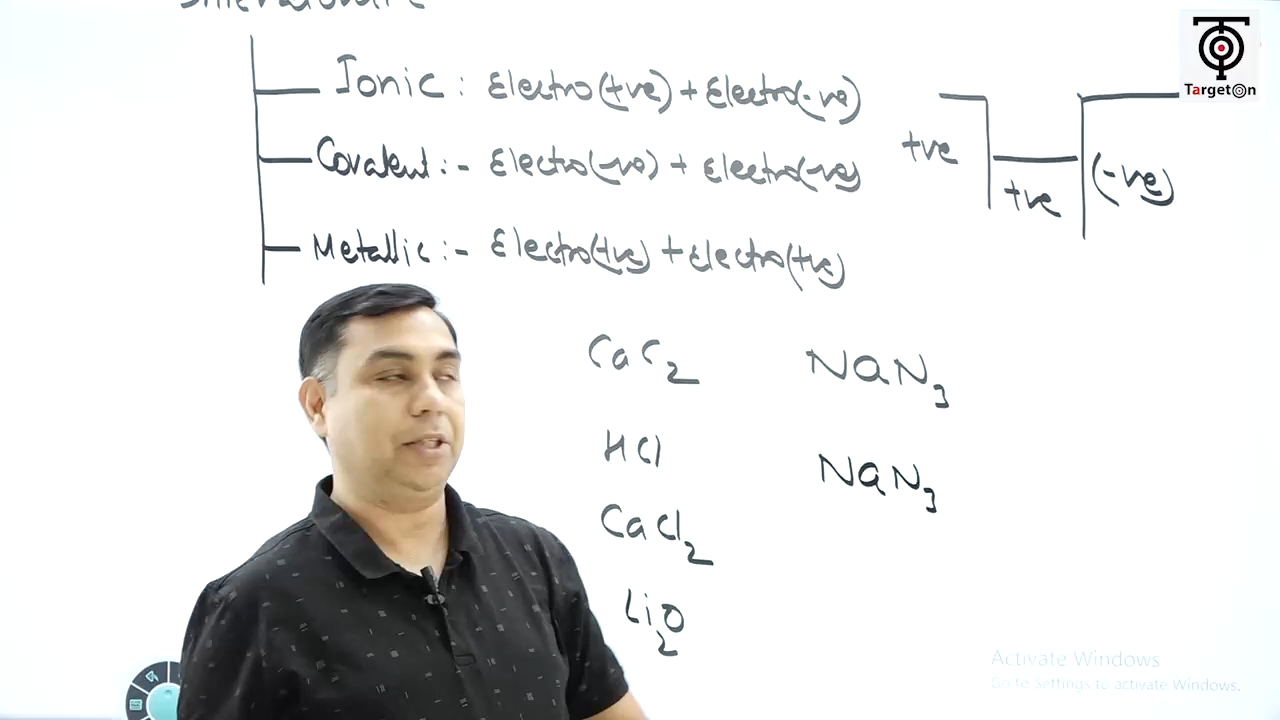 TargetOn
Ionic : Electro(+ve) + Electro(-ve)
Covalent :- Electro(-ve) + Electro(-ve)
Metallic :- Electro(+ve) + Electro(+ve)
+ve
+ve
(-ve)
CaC2
NaN3
HCl
NaN3
CaCl2
Li2O
Activate Windows
Go to Settings to activate Windows.